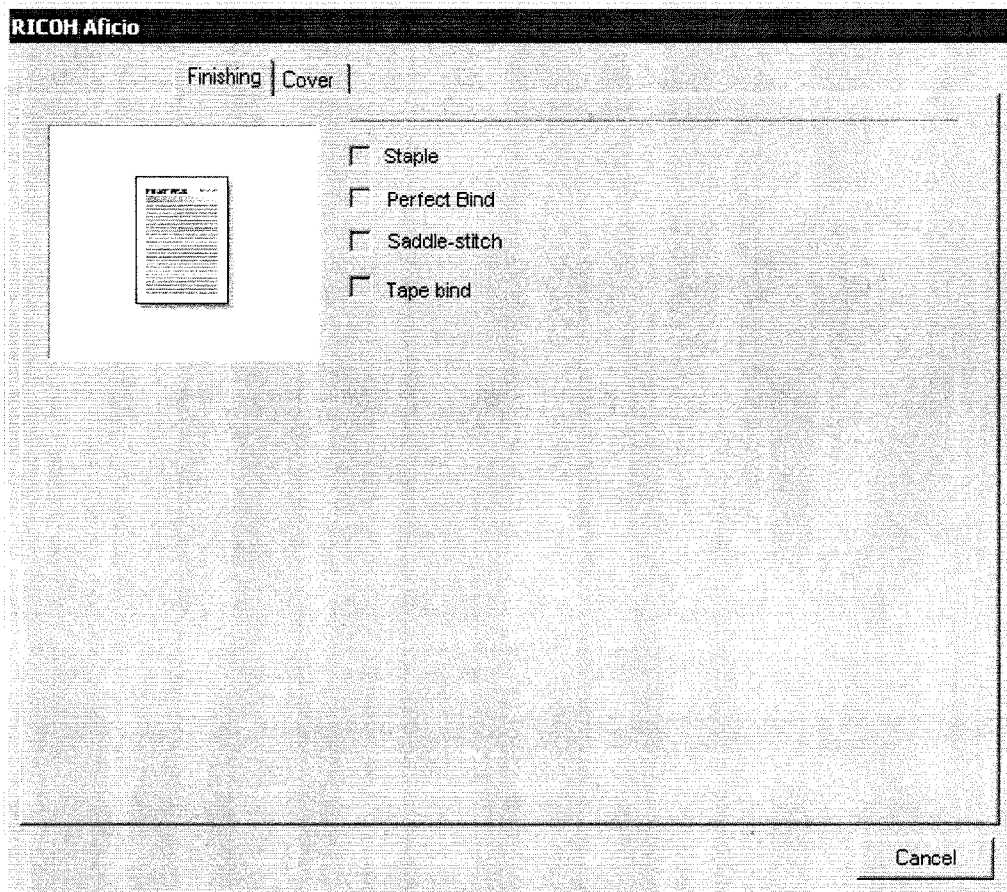 RICOH Aficio
Finishing Cover
Staple
Perfect Bind
Saddle-stitch
Tape bind
Cancel